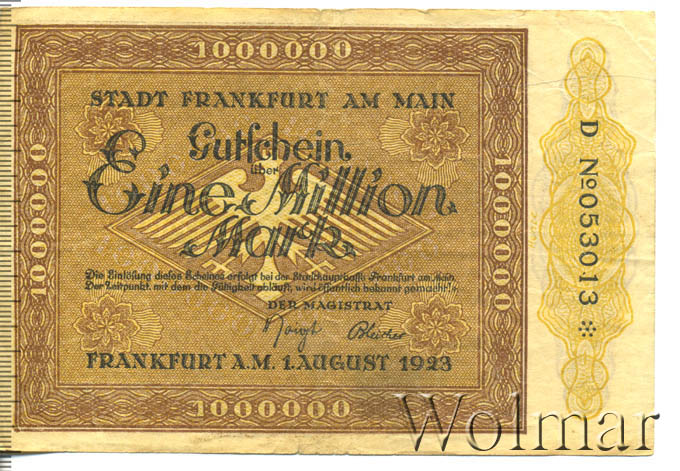 1000000
STADT FRANKFURT AM MAIN
Gutschein
über
Eine Million
Mark
Die Einlösung dieses Scheines erfolgt bei der Stadthauptkasse Frankfurt am Main.
Der Zeitpunkt, mit dem die Gültigkeit abläuft, wird öffentlich bekannt gemacht.
DER MAGISTRAT
Voigt Bleicher
FRANKFURT A.M. 1. AUGUST 1923
1000000
1000000
1000000
D No053013 *
Wolmar